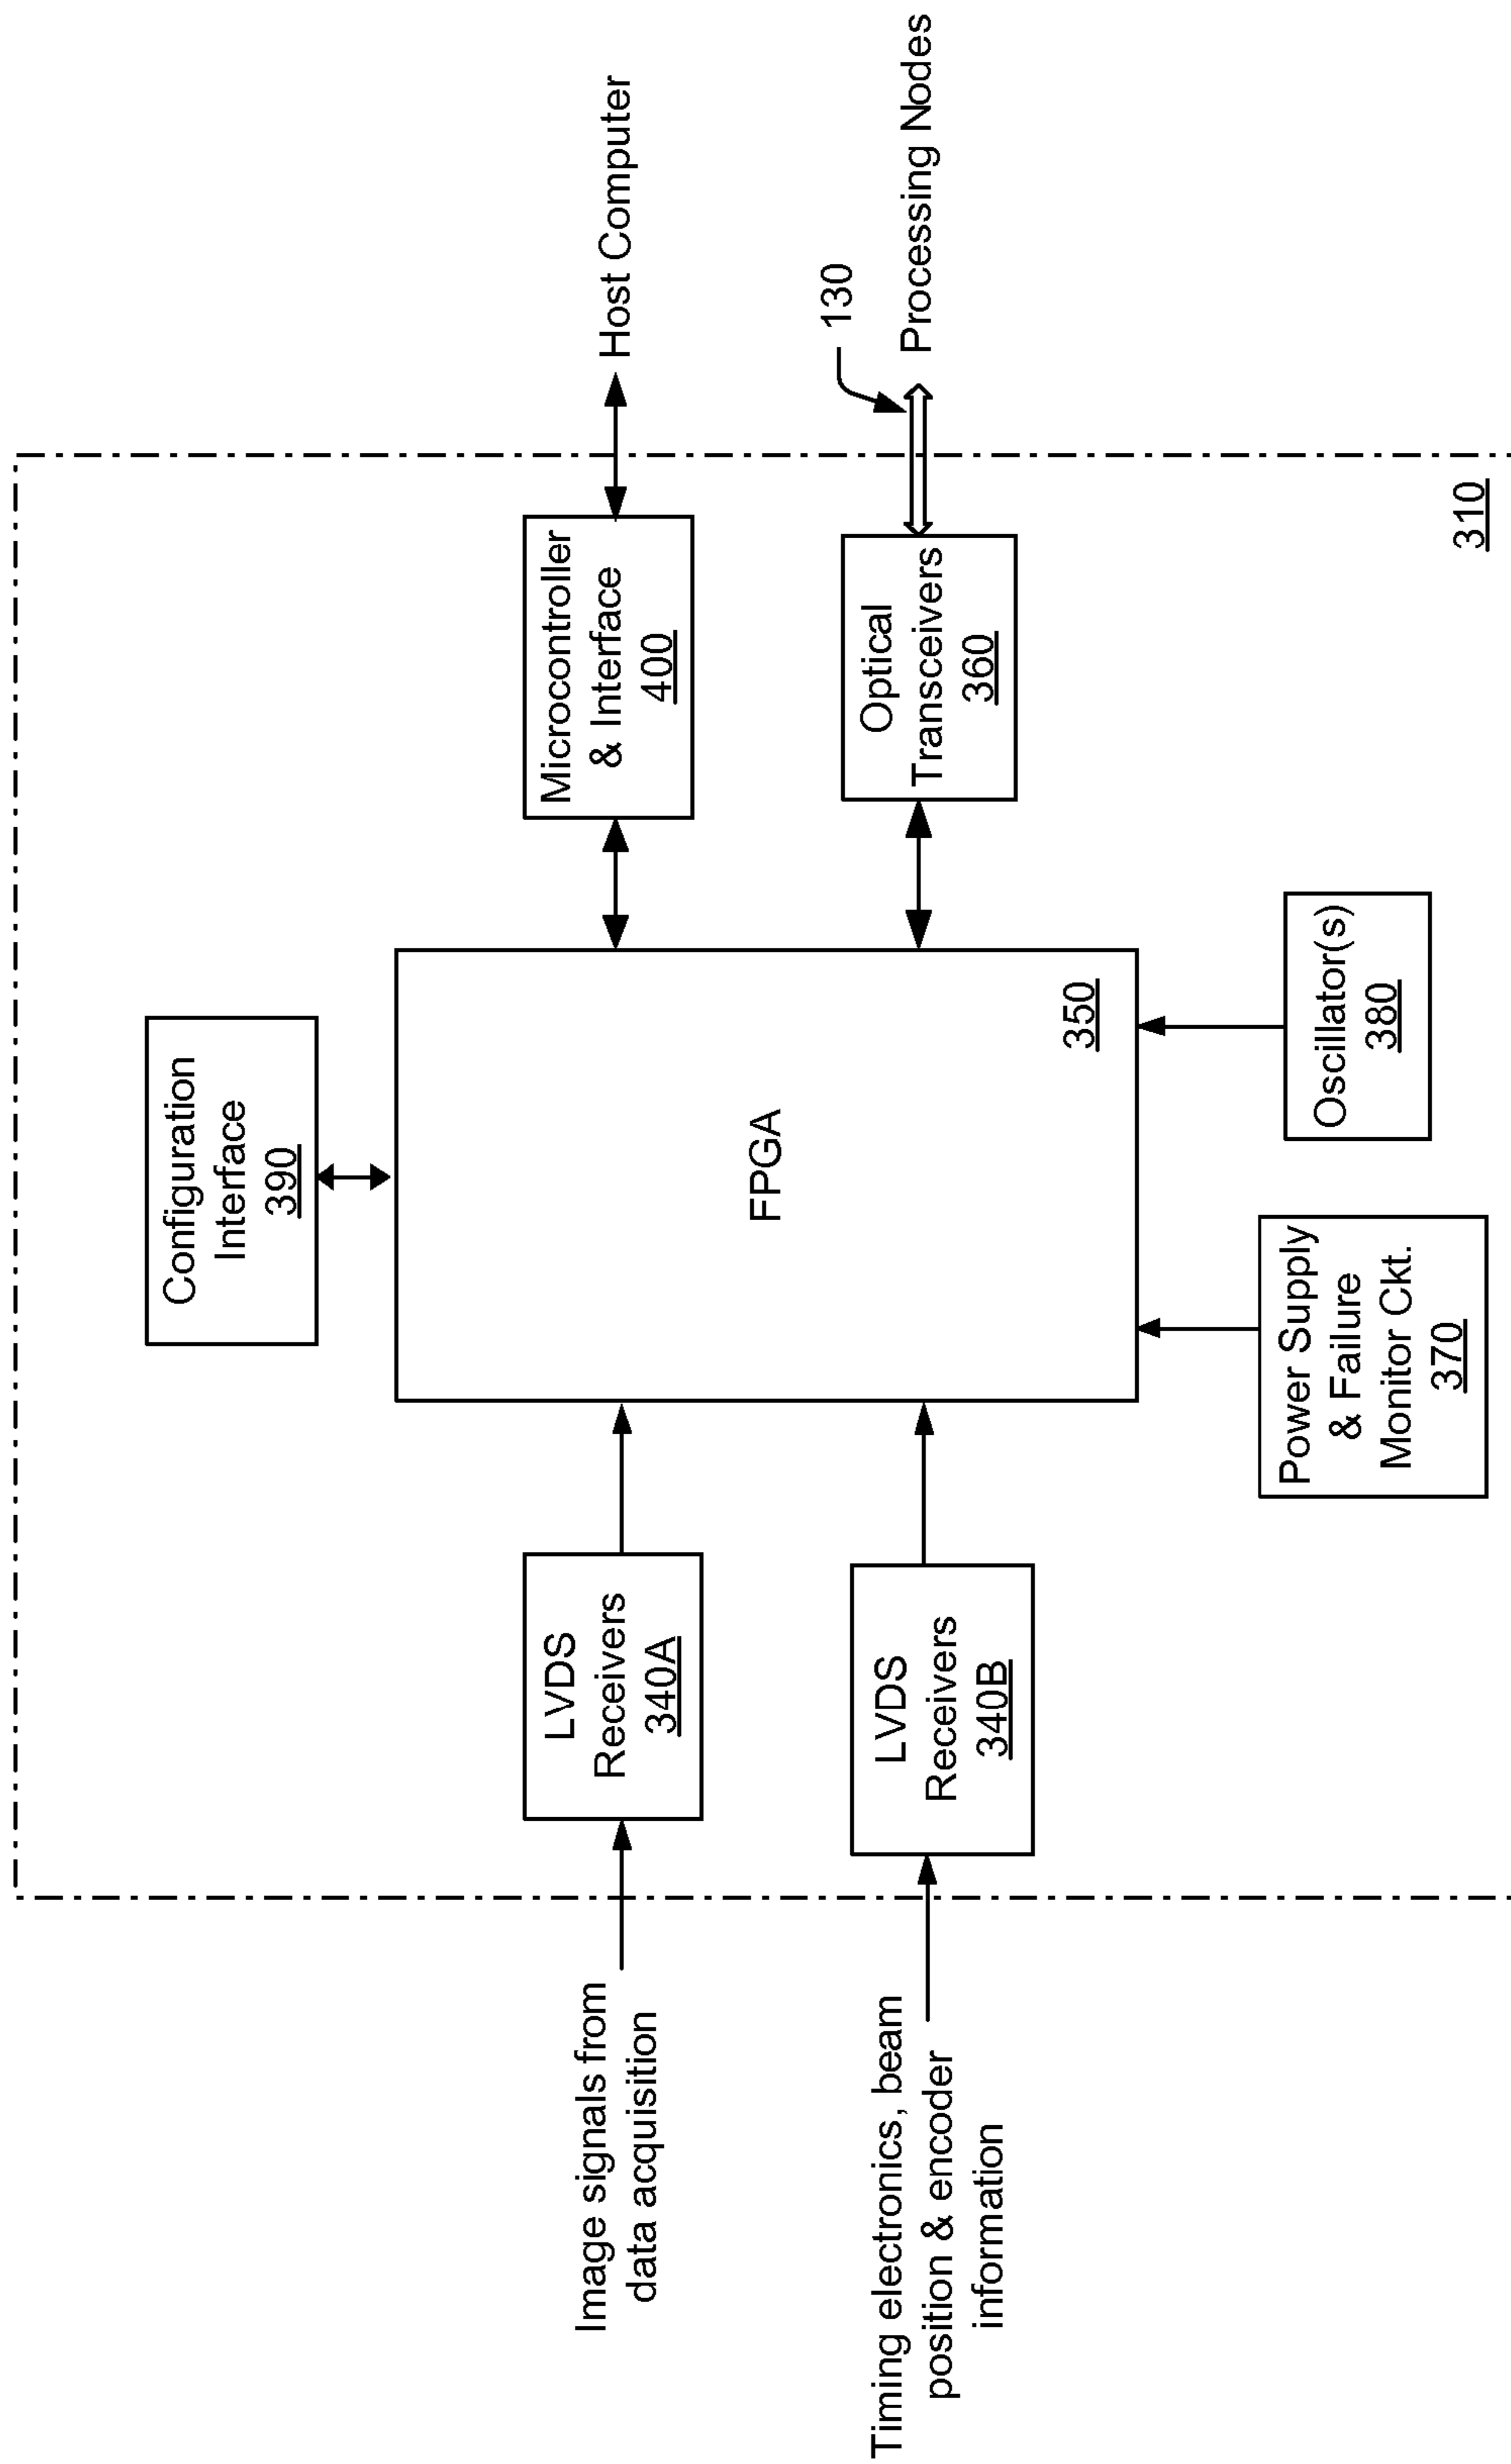 Configuration
Interface
390
Image signals from
data acquisition
LVDS
Receivers
340A
Microcontroller
& Interface
400
Host Computer
FPGA
350
Timing electronics, beam
position & encoder
information
LVDS
Receivers
340B
Optical
Transceivers
360
130
Processing Nodes
Power Supply
& Failure
Monitor Ckt.
370
Oscillator(s)
380
310